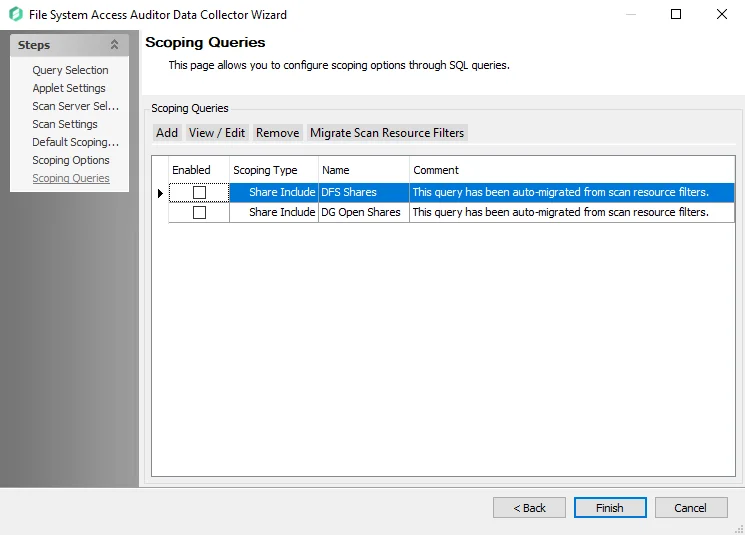 File System Access Auditor Data Collector Wizard
Steps
Query Selection
Applet Settings
Scan Server Sel...
Scan Settings
Default Scoping...
Scoping Options
Scoping Queries
Scoping Queries
This page allows you to configure scoping options through SQL queries.
Scoping Queries
Add View / Edit Remove Migrate Scan Resource Filters
Enabled Scoping Type Name Comment
Share Include DFS Shares This query has been auto-migrated from scan resource filters.
Share Include DG Open Shares This query has been auto-migrated from scan resource filters.
< Back Finish Cancel